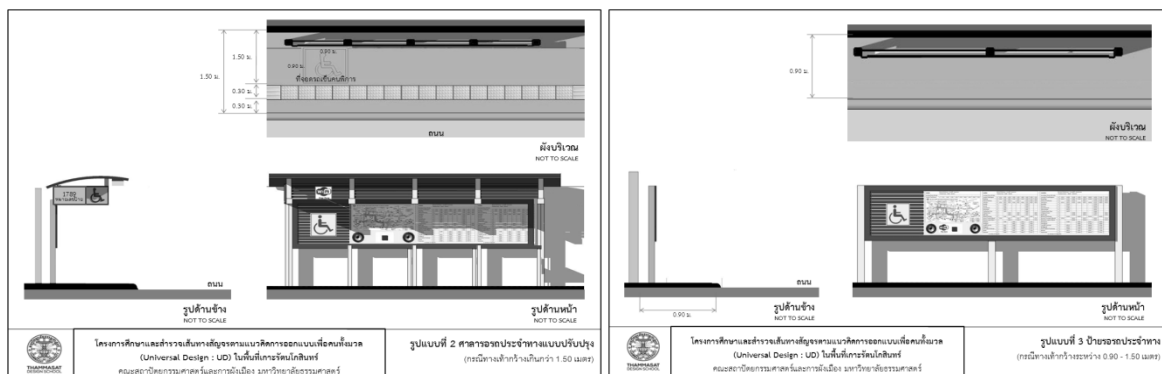 1.50 ม.
1.50 ม.
0.30 ม.
0.30 ม.
0.90 ม.
0.90 ม.
ที่จอดรถเข็นคนพิการ
ถนน
ผังบริเวณ
NOT TO SCALE
ถนน
รูปด้านข้าง
NOT TO SCALE
รูปด้านหน้า
NOT TO SCALE
THAMMASAT
DESIGN SCHOOL
โครงการศึกษาและสำรวจเส้นทางสัญจรตามแนวคิดการออกแบบเพื่อคนทั้งมวล
(Universal Design : UD) ในพื้นที่เกาะรัตนโกสินทร์
คณะสถาปัตยกรรมศาสตร์และการผังเมือง มหาวิทยาลัยธรรมศาสตร์
รูปแบบที่ 2 ศาลารอรถประจำทางแบบปรับปรุง
(กรณีทางเท้ากว้างเกินกว่า 1.50 เมตร)
0.90 ม.
ผังบริเวณ
NOT TO SCALE
ถนน
0.90 ม.
รูปด้านข้าง
NOT TO SCALE
รูปด้านหน้า
NOT TO SCALE
THAMMASAT
DESIGN SCHOOL
โครงการศึกษาและสำรวจเส้นทางสัญจรตามแนวคิดการออกแบบเพื่อคนทั้งมวล
(Universal Design : UD) ในพื้นที่เกาะรัตนโกสินทร์
คณะสถาปัตยกรรมศาสตร์และการผังเมือง มหาวิทยาลัยธรรมศาสตร์
รูปแบบที่ 3 ป้ายรอรถประจำทาง
(กรณีทางเท้ากว้างระหว่าง 0.90 - 1.50 เมตร)